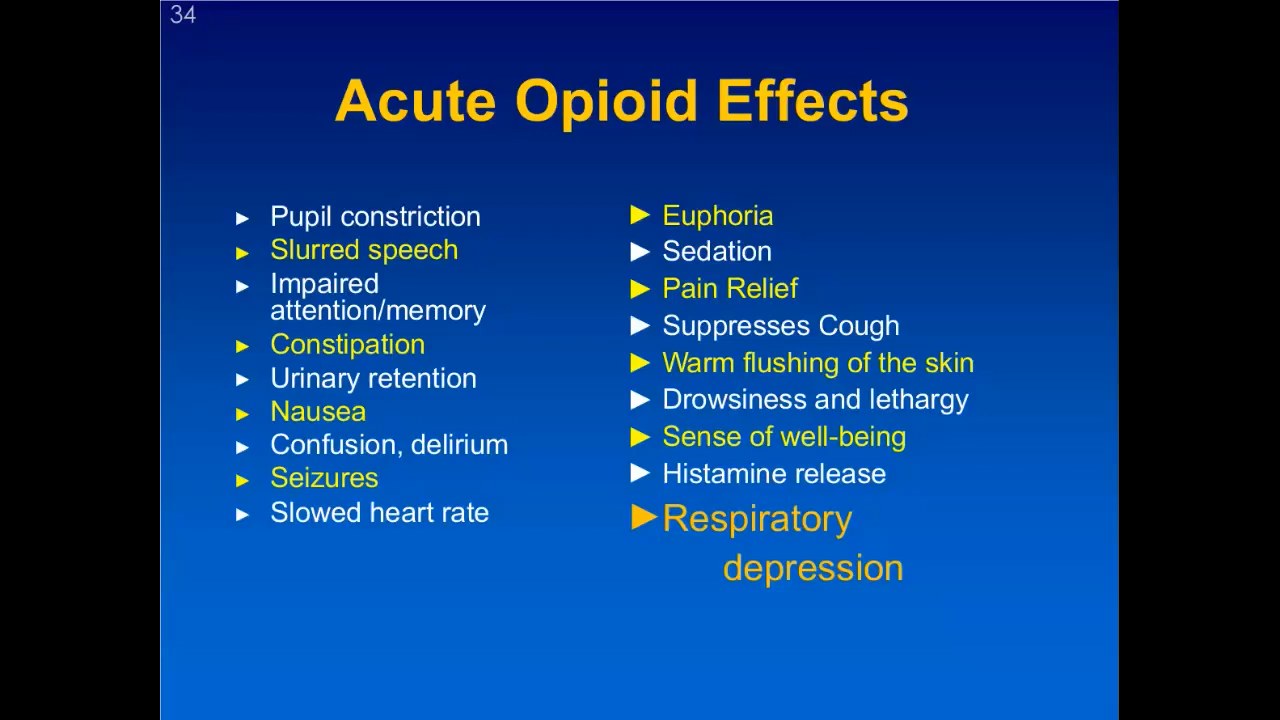 34
Acute Opioid Effects
► Pupil constriction
► Slurred speech
► Impaired
attention/memory
► Constipation
► Urinary retention
► Nausea
► Confusion, delirium
► Seizures
► Slowed heart rate
► Euphoria
► Sedation
► Pain Relief
► Suppresses Cough
► Warm flushing of the skin
► Drowsiness and lethargy
► Sense of well-being
► Histamine release
►Respiratory
depression